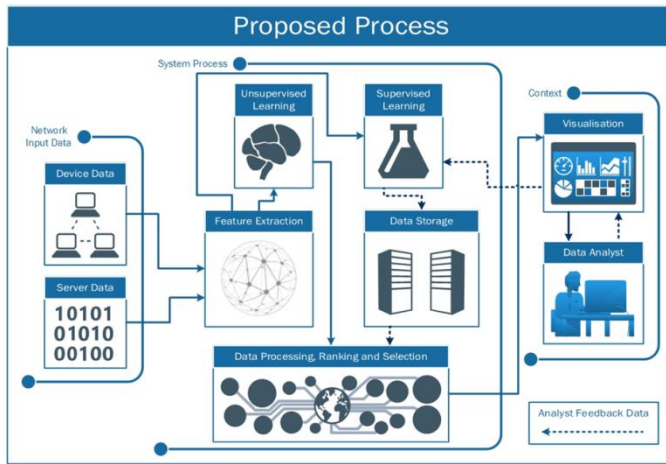 Proposed Process
System Process
Unsupervised
Learning
Supervised
Learning
Context
Visualisation
Network
Input Data
Device Data
Feature Extraction
Data Storage
Data Analyst
Server Data
10101
01010
00100
Data Processing, Ranking and Selection
Analyst Feedback Data